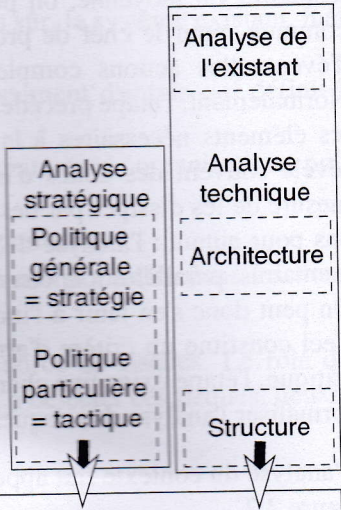 Analyse de
l'existant
Analyse
stratégique
Politique
générale
= stratégie
Politique
particulière
= tactique
Analyse
technique
Architecture
Structure